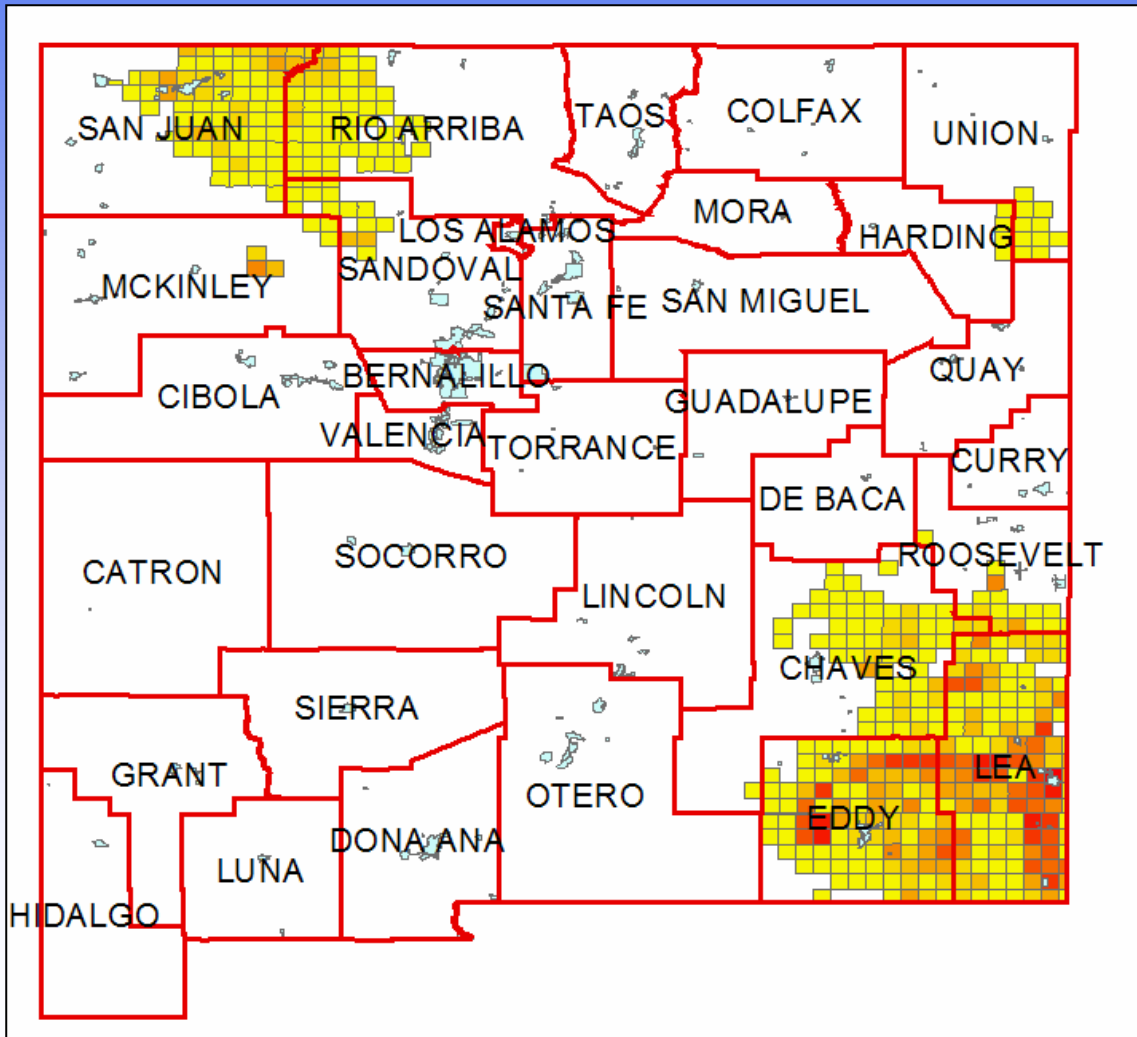 TAOS
COLFAX
SAN JUAN
RIO ARRIBA
UNION
MORA
LOS ALAMOS
HARDING
MCKINLEY
SANDOVAL
SANTA FE
SAN MIGUEL
BERNALILLO
QUAY
CIBOLA
GUADALUPE
VALENCIA
TORRANCE
CURRY
DE BACA
CATRON
SOCORRO
ROOSEVELT
LINCOLN
CHAVES
SIERRA
GRANT
OTERO
LEA
EDDY
DONA ANA
LUNA
HIDALGO